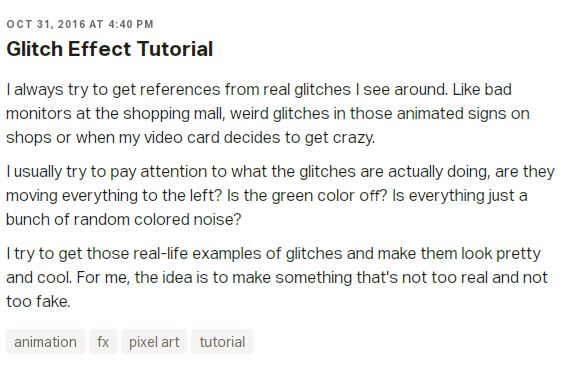 OCT 31, 2016 AT 4:40 PM
Glitch Effect Tutorial
I always try to get references from real glitches I see around. Like bad
monitors at the shopping mall, weird glitches in those animated signs on
shops or when my video card decides to get crazy.
I usually try to pay attention to what the glitches are actually doing, are they
moving everything to the left? Is the green color off? Is everything just a
bunch of random colored noise?
I try to get those real-life examples of glitches and make them look pretty
and cool. For me, the idea is to make something that's not too real and not
too fake.
animation fx pixel art tutorial